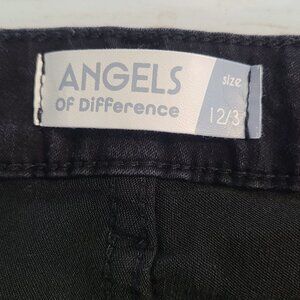 ANGELS
OF DIFFERENCE
size
12/3